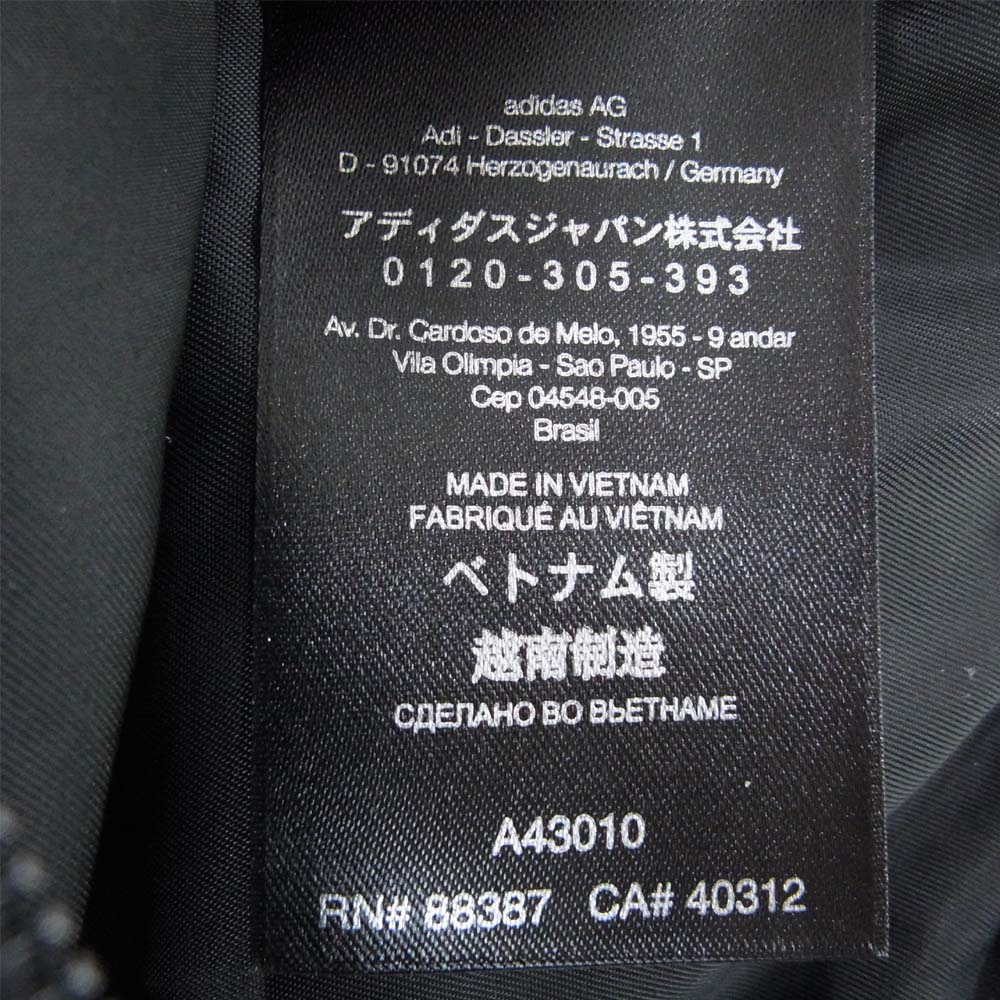 adidas AG
Adi - Dassler - Strasse 1
D - 91074 Herzogenaurach / Germany
アディダスジャパン株式会社
0120-305-393
Av. Dr. Cardoso de Melo, 1955 - 9 andar
Vila Olimpia - Sao Paulo - SP
Cep 04548-005
Brasil
MADE IN VIETNAM
FABRIQUÉ AU VIÊTNAM
ベトナム製
越南制造
СДЕЛАНО ВО ВЬЕТНАМЕ
A43010
RN# 88387 CA# 40312